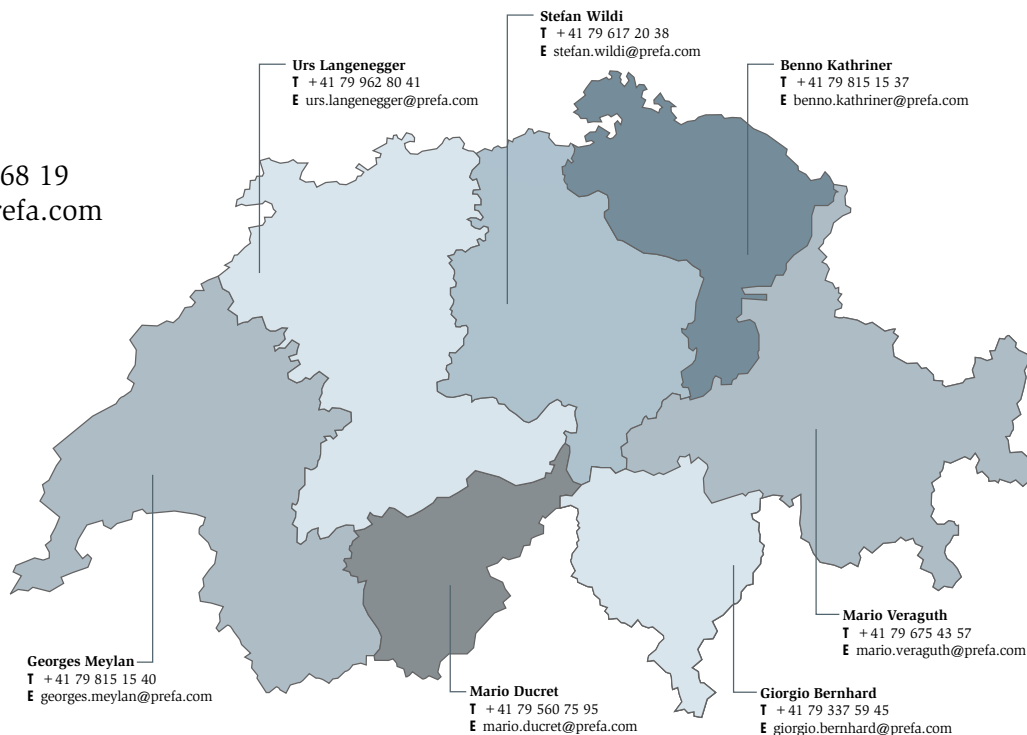 Stefan Wildi
T +41 79 617 20 38
E stefan.wildi@prefa.com
Urs Langenegger
T +41 79 962 80 41
E urs.langenegger@prefa.com
Benno Kathriner
T +41 79 815 15 37
E benno.kathriner@prefa.com
68 19
refa.com
Mario Veraguth
T +41 79 675 43 57
E mario.veraguth@prefa.com
Georges Meylan
T +41 79 815 15 40
E georges.meylan@prefa.com
Mario Ducret
T +41 79 560 75 95
E mario.ducret@prefa.com
Giorgio Bernhard
T +41 79 337 59 45
E giorgio.bernhard@prefa.com